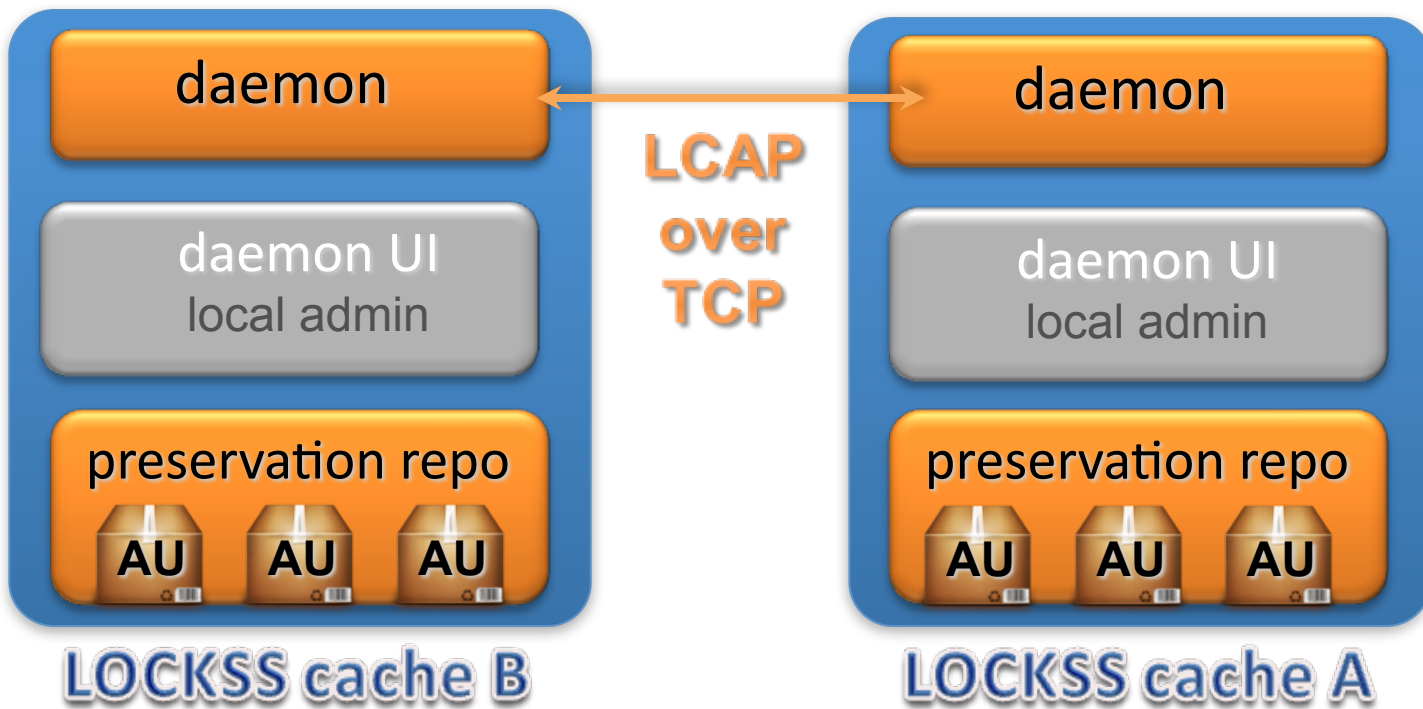 daemon
daemon UI
local admin
preservation repo
AU AU AU
LOCKSS cache B
LCAP
over
TCP
daemon
daemon UI
local admin
preservation repo
AU AU AU
LOCKSS cache A